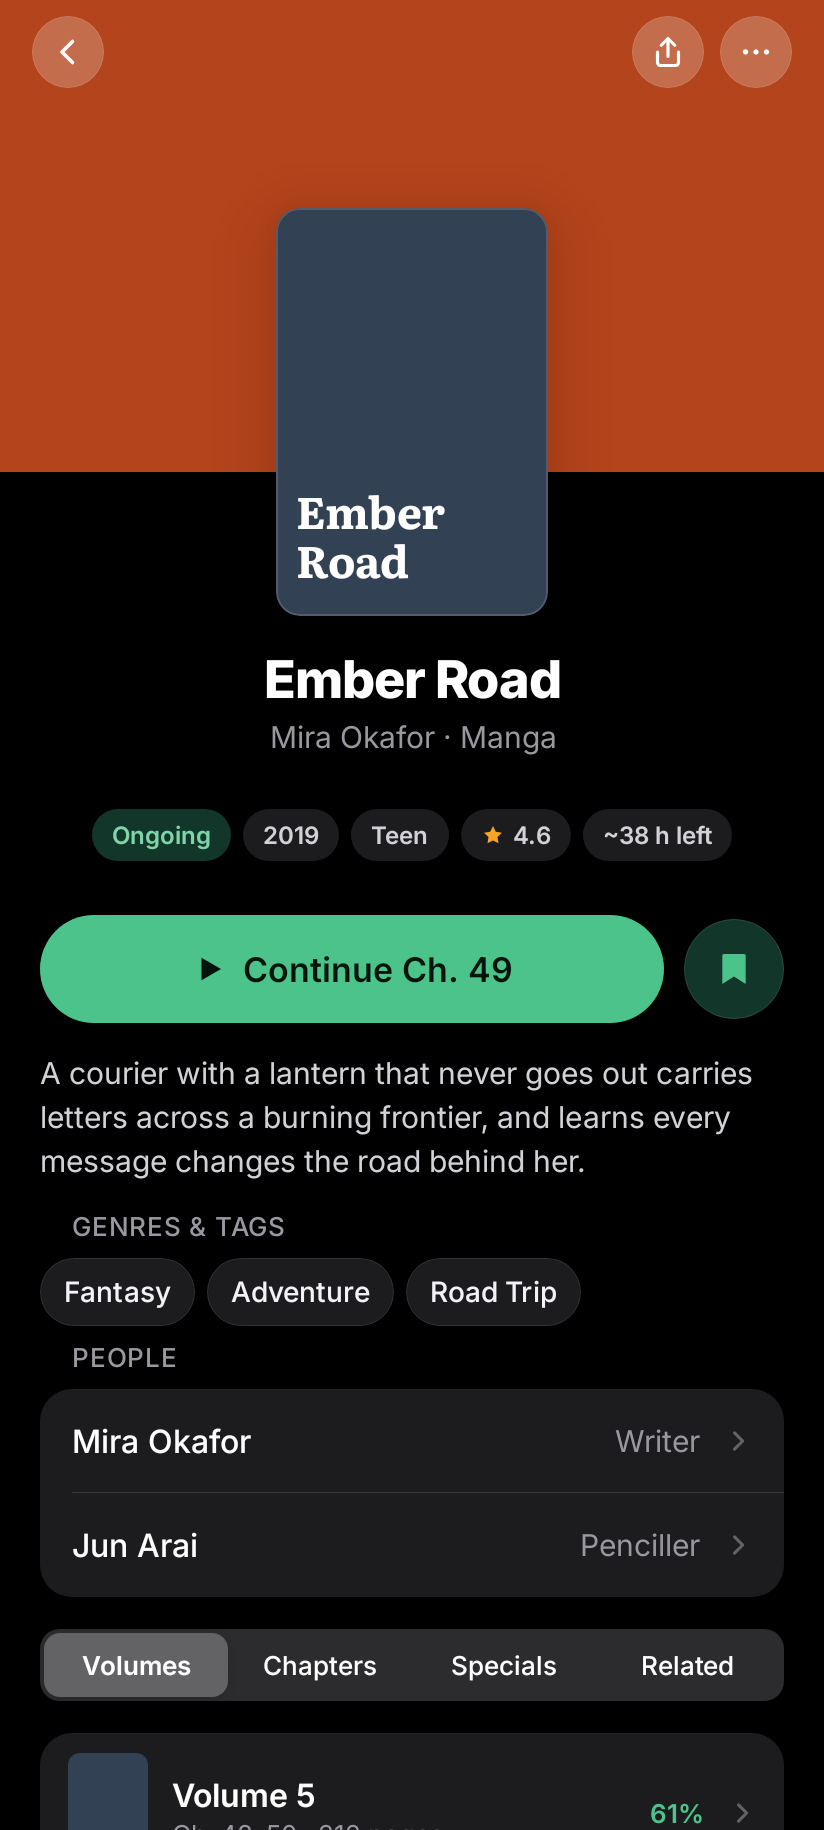 Ember
Road
Ember Road
Mira Okafor · Manga
Ongoing 2019 Teen ★ 4.6 ~38 h left
Continue Ch. 49
A courier with a lantern that never goes out carries
letters across a burning frontier, and learns every
message changes the road behind her.
GENRES & TAGS
Fantasy Adventure Road Trip
PEOPLE
Mira Okafor Writer
Jun Arai Penciller
Volumes Chapters Specials Related
Volume 5
61%